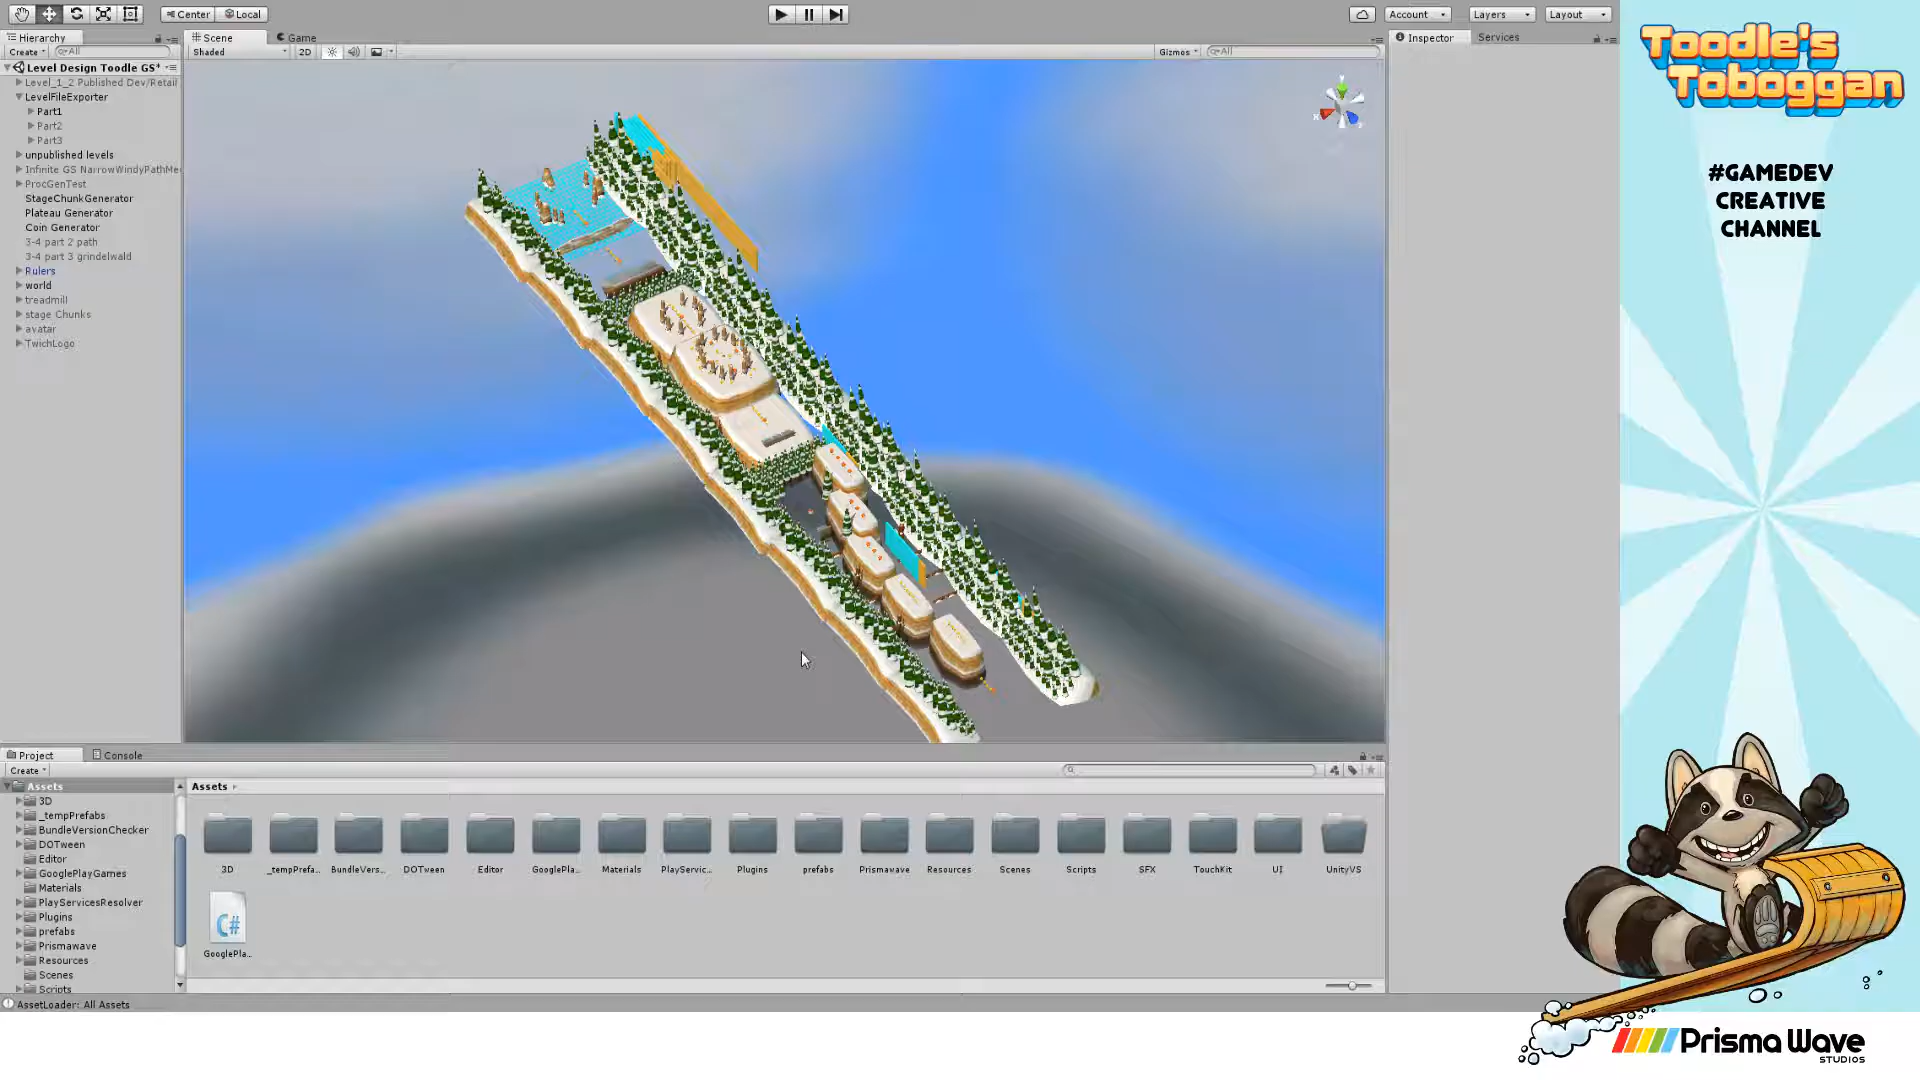 Center
Local
Account
Layers
Layout
Hierarchy
Scene
Game
Inspector
Services
Create
All
Shaded
2D
Gizmos
All
Level Design Toodle GS*
Level_1_2 Published Dev/Retail
LevelFileExporter
Part1
Part2
Part3
unpublished levels
Infinite GS NarrowWindyPathMe
ProcGenTest
StageChunkGenerator
Plateau Generator
Coin Generator
3-4 part 2 path
3-4 part 3 grindelwald
Rulers
world
treadmill
stage Chunks
avatar
TwichLogo
Y
X
Project
Console
Create
Assets
3D
_tempPrefabs
BundleVersionChecker
DOTween
Editor
GooglePlayGames
Materials
PlayServicesResolver
Plugins
prefabs
Prismawave
Resources
Scenes
Scripts
Assets
3D
_tempPrefa...
BundleVers...
DOTween
Editor
GooglePla...
Materials
PlayServic...
Plugins
prefabs
Prismawave
Resources
Scenes
Scripts
SFX
TouchKit
UI
UnityVS
C#
GooglePla...
AssetLoader: All Assets
Toodle's
Toboggan
#GAMEDEV
CREATIVE
CHANNEL
Prisma Wave
STUDIOS